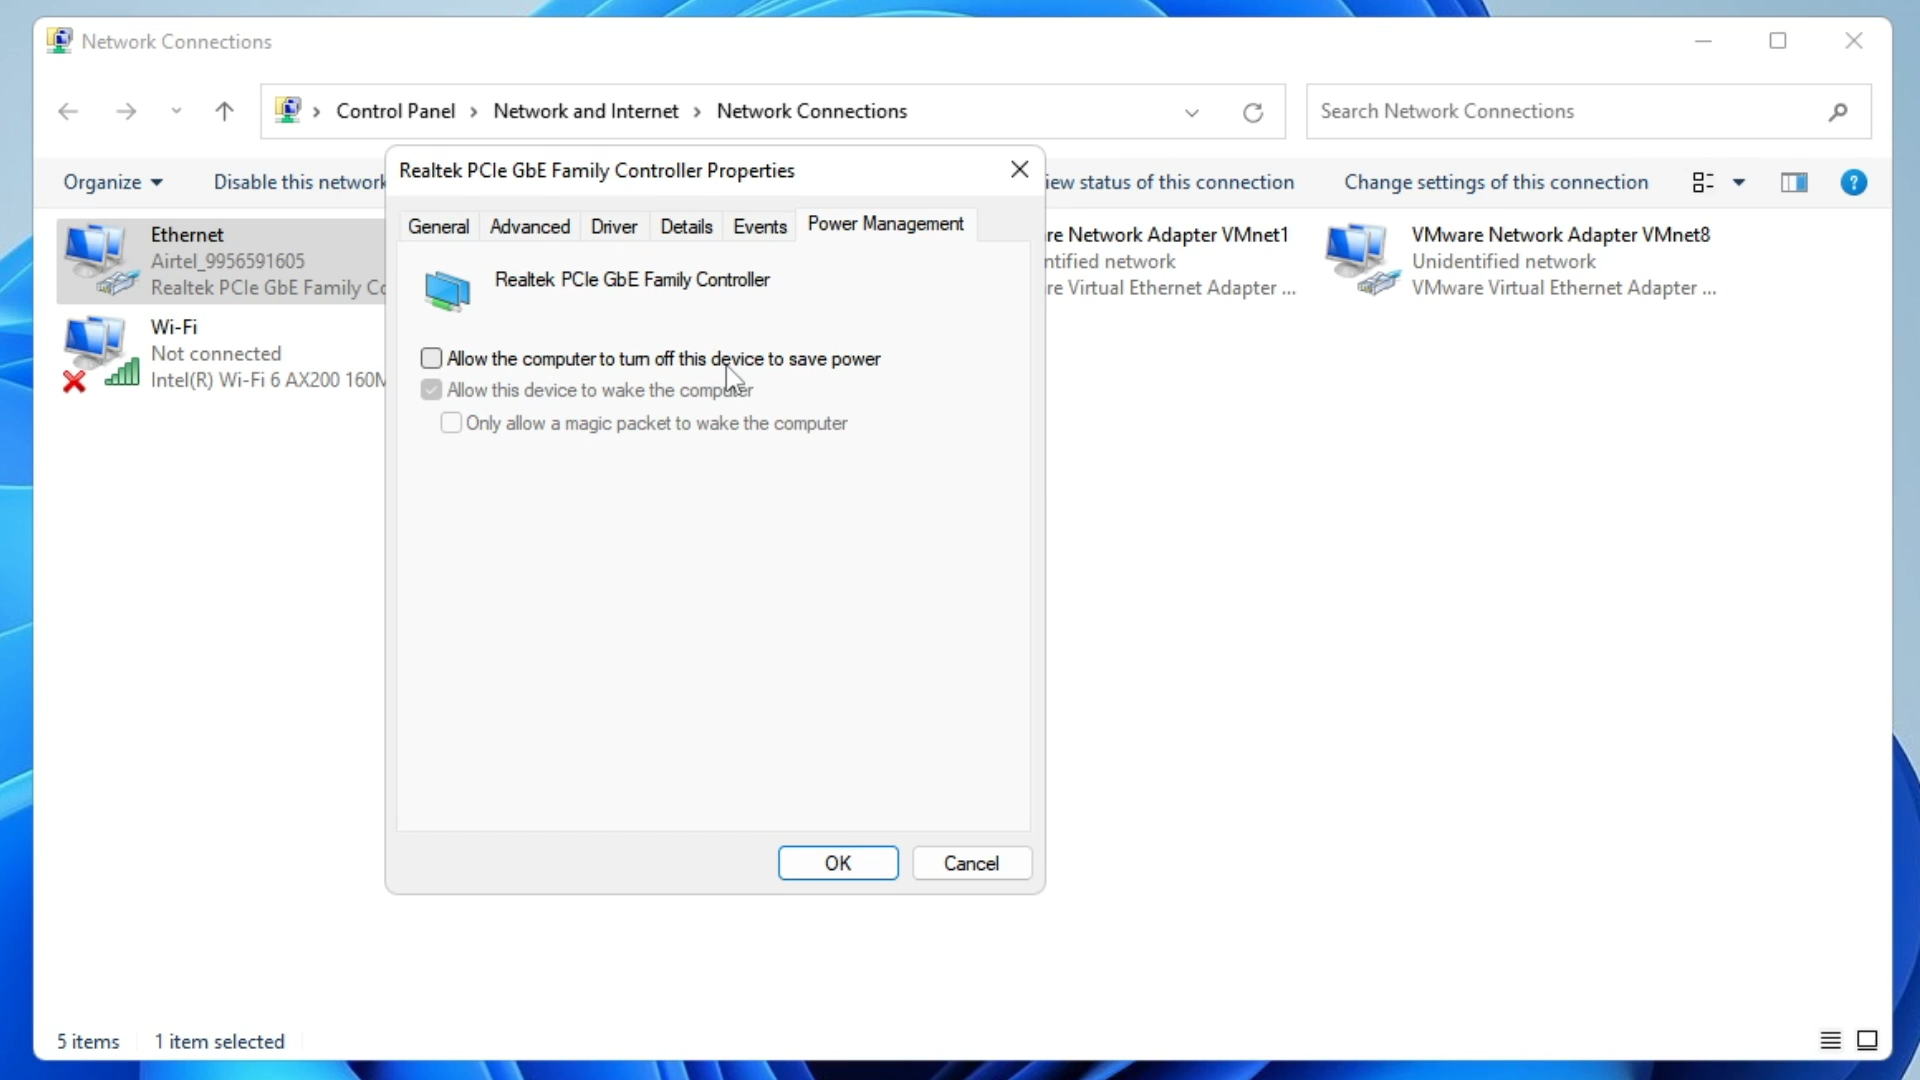 Network Connections
Control Panel › Network and Internet › Network Connections
Search Network Connections
Organize
Disable this network
iew status of this connection
Change settings of this connection
Realtek PCIe GbE Family Controller Properties
General
Advanced
Driver
Details
Events
Power Management
Realtek PCIe GbE Family Controller
Allow the computer to turn off this device to save power
Allow this device to wake the computer
Only allow a magic packet to wake the computer
OK
Cancel
Ethernet
Airtel_9956591605
Realtek PCIe GbE Family Co
Wi-Fi
Not connected
Intel(R) Wi-Fi 6 AX200 160M
re Network Adapter VMnet1
ntified network
re Virtual Ethernet Adapter ...
VMware Network Adapter VMnet8
Unidentified network
VMware Virtual Ethernet Adapter ...
5 items
1 item selected